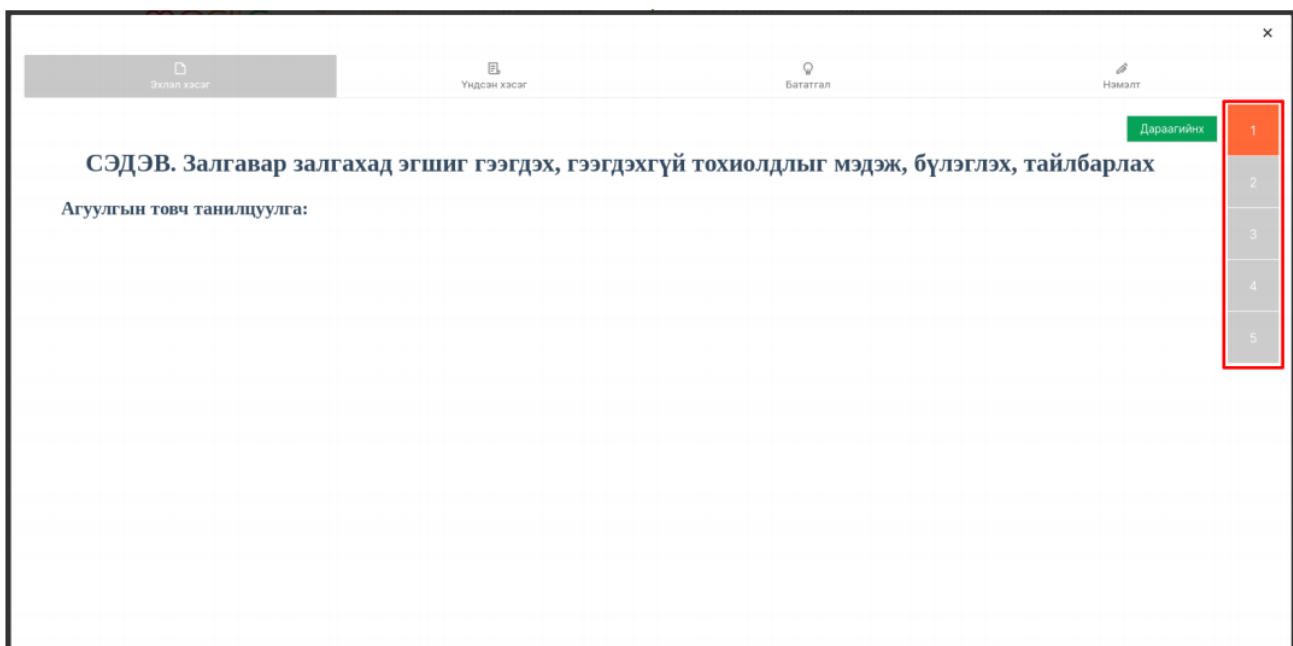 Эхлэл хэсэг
Үндсэн хэсэг
Бататгал
Нэмэлт
Дараагийнх
1
СЭДЭВ. Залгавар залгахад эгшиг гээгдэх, гээгдэхгүй тохиолдлыг мэдэж, бүлэглэх, тайлбарлах
2
Агуулгын товч танилцуулга:
3
4
5